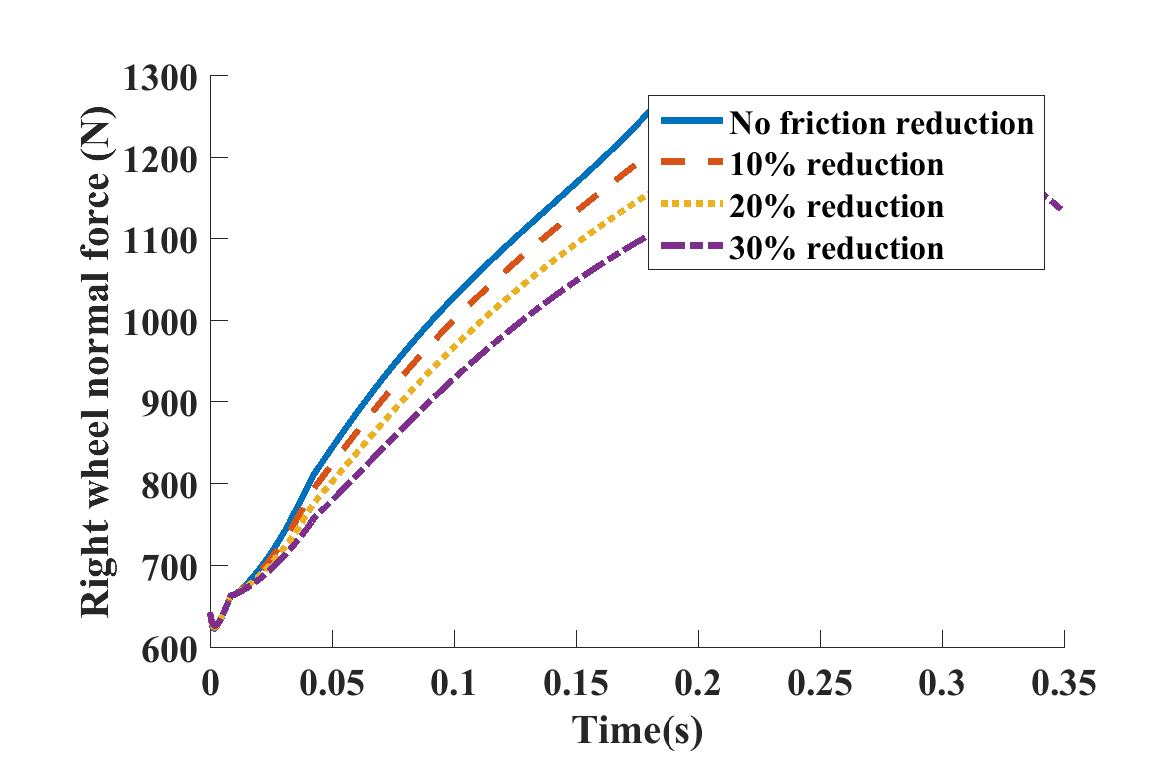 Right wheel normal force (N)
1300
1200
1100
1000
900
800
700
600
No friction reduction
10% reduction
20% reduction
30% reduction
0 0.05 0.1 0.15 0.2 0.25 0.3 0.35
Time(s)